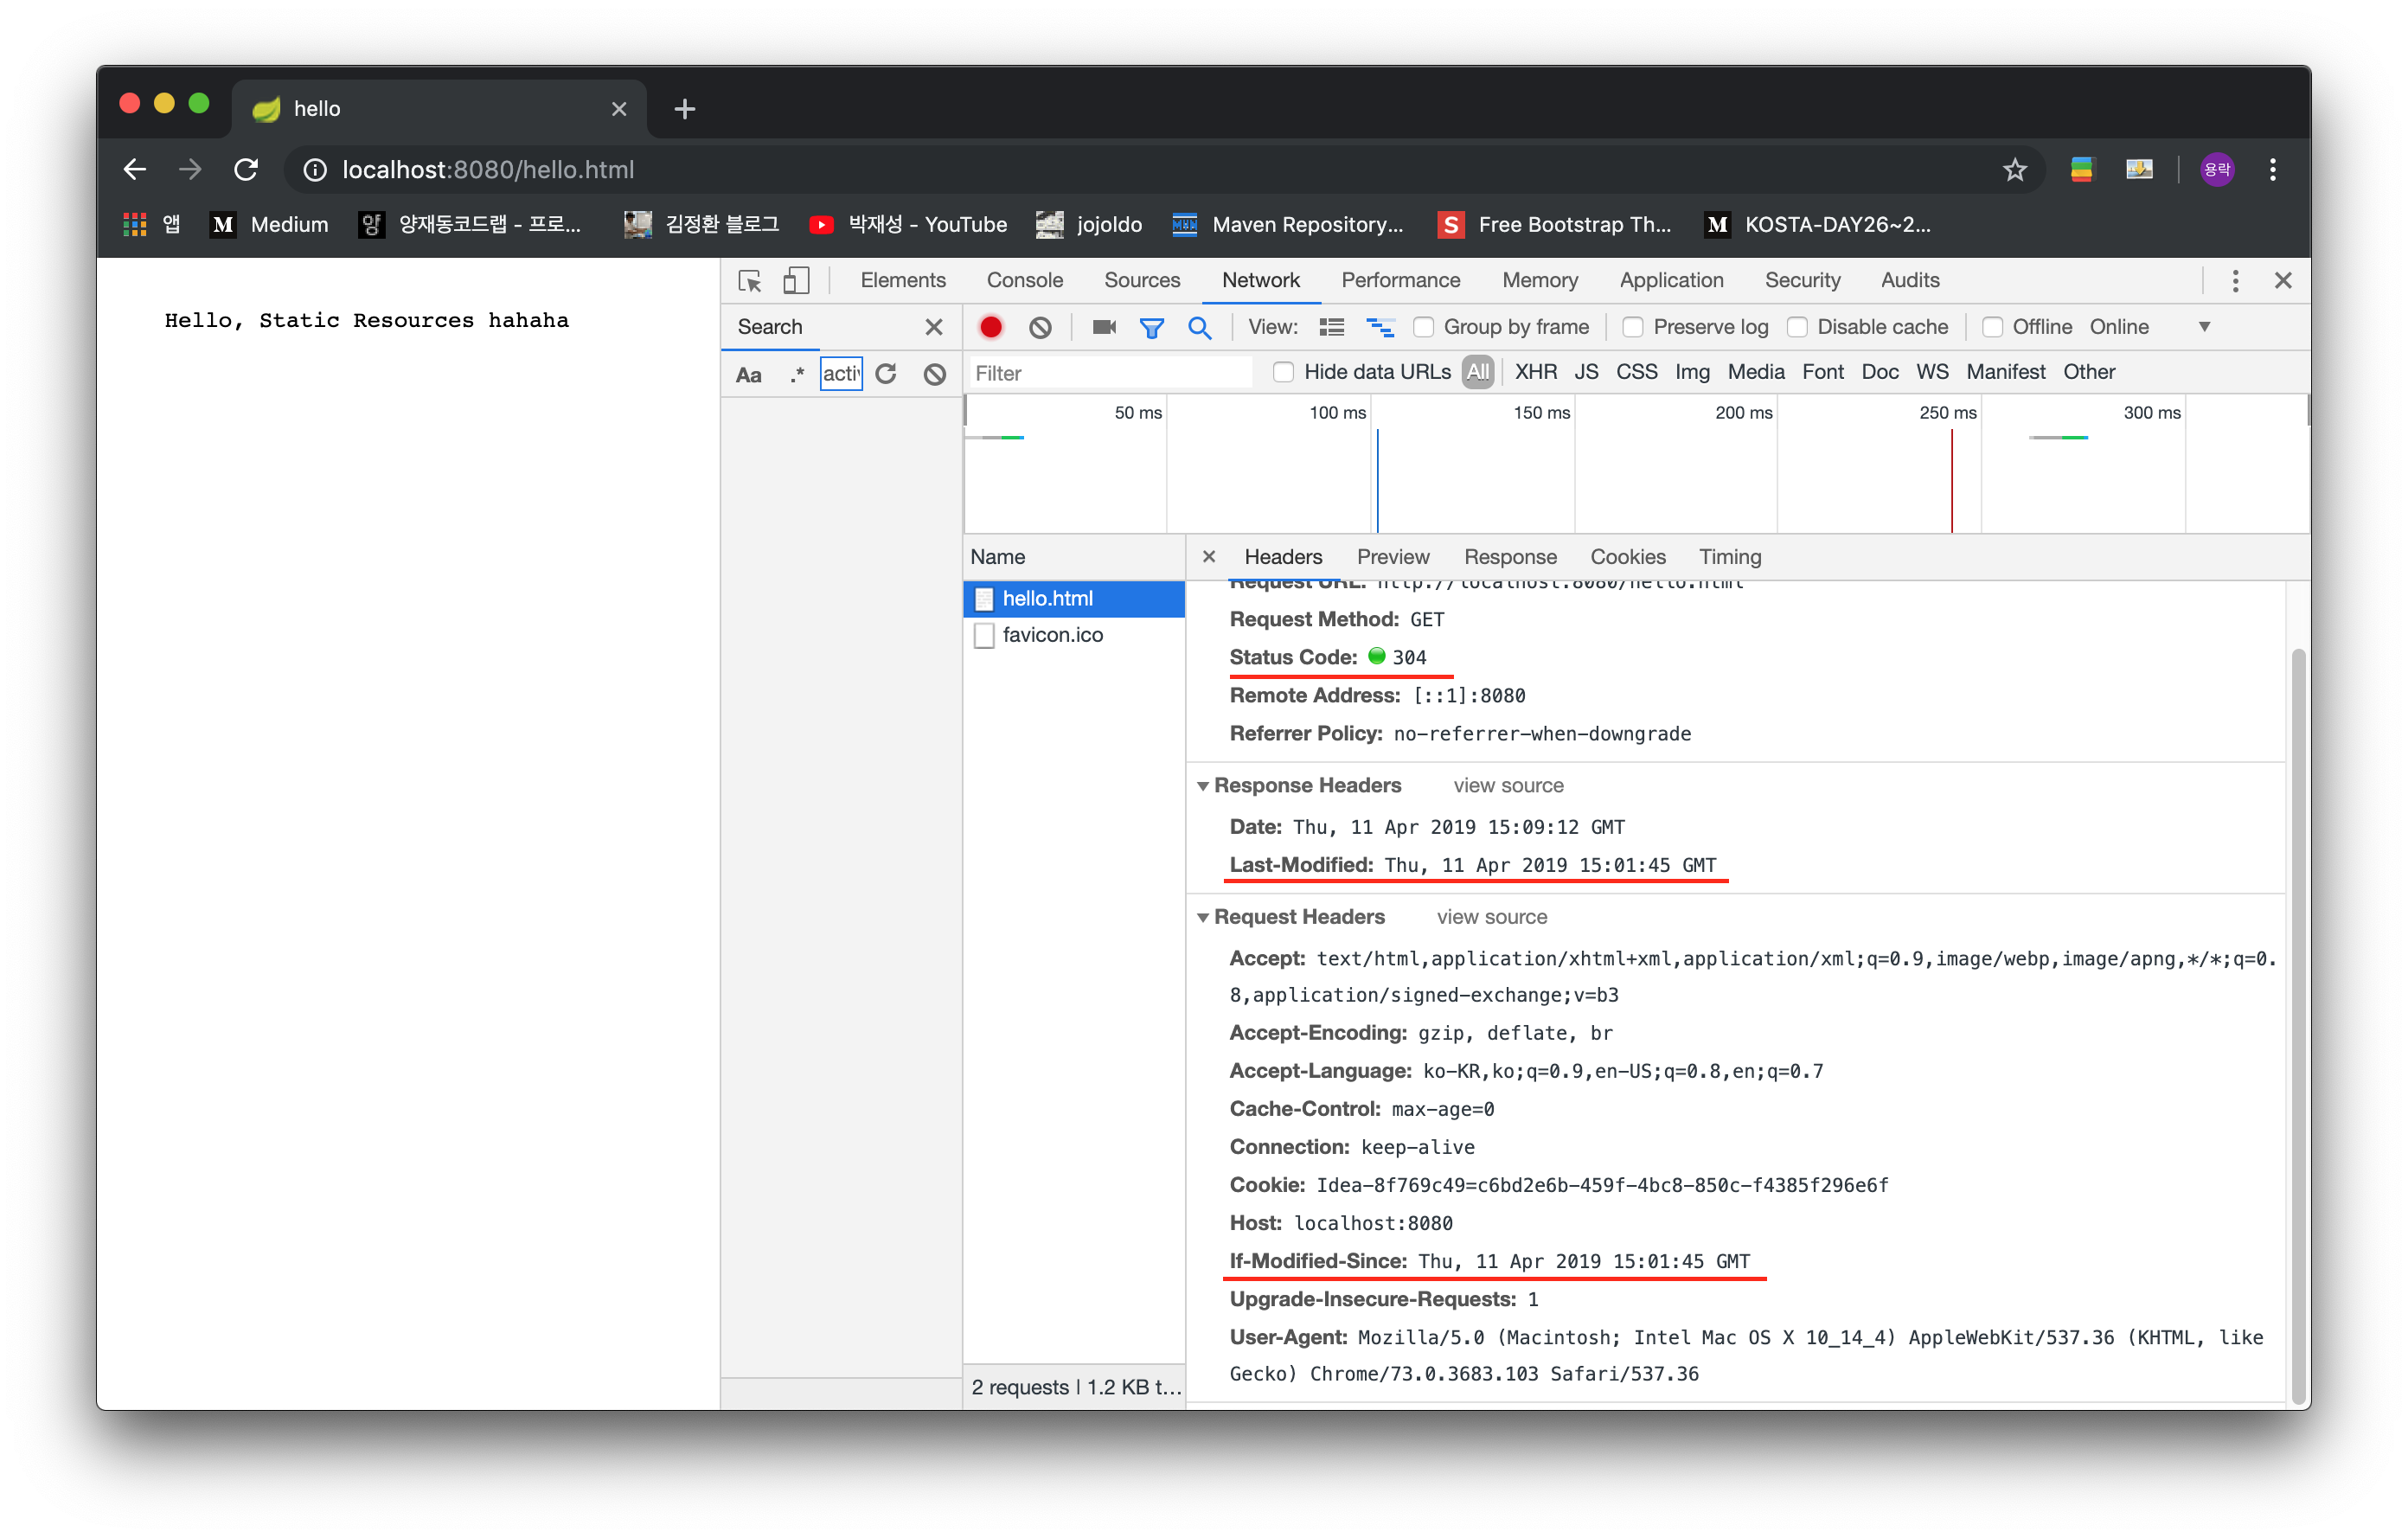 hello
localhost:8080/hello.html
용락
앱
M Medium
양 양재동코드랩 - 프로...
김정환 블로그
박재성 - YouTube
jojoldo
Maven Repository...
S Free Bootstrap Th...
M KOSTA-DAY26~2...
Hello, Static Resources hahaha
Elements Console Sources Network Performance Memory Application Security Audits
Search
View: Group by frame Preserve log Disable cache Offline Online
Aa .* activ
Filter Hide data URLs All XHR JS CSS Img Media Font Doc WS Manifest Other
50 ms 100 ms 150 ms 200 ms 250 ms 300 ms
Name
hello.html
favicon.ico
2 requests | 1.2 KB t...
Headers Preview Response Cookies Timing
Request URL: http://localhost:8080/hello.html
Request Method: GET
Status Code: 304
Remote Address: [::1]:8080
Referrer Policy: no-referrer-when-downgrade
Response Headers view source
Date: Thu, 11 Apr 2019 15:09:12 GMT
Last-Modified: Thu, 11 Apr 2019 15:01:45 GMT
Request Headers view source
Accept: text/html,application/xhtml+xml,application/xml;q=0.9,image/webp,image/apng,*/*;q=0.
8,application/signed-exchange;v=b3
Accept-Encoding: gzip, deflate, br
Accept-Language: ko-KR,ko;q=0.9,en-US;q=0.8,en;q=0.7
Cache-Control: max-age=0
Connection: keep-alive
Cookie: Idea-8f769c49=c6bd2e6b-459f-4bc8-850c-f4385f296e6f
Host: localhost:8080
If-Modified-Since: Thu, 11 Apr 2019 15:01:45 GMT
Upgrade-Insecure-Requests: 1
User-Agent: Mozilla/5.0 (Macintosh; Intel Mac OS X 10_14_4) AppleWebKit/537.36 (KHTML, like
Gecko) Chrome/73.0.3683.103 Safari/537.36